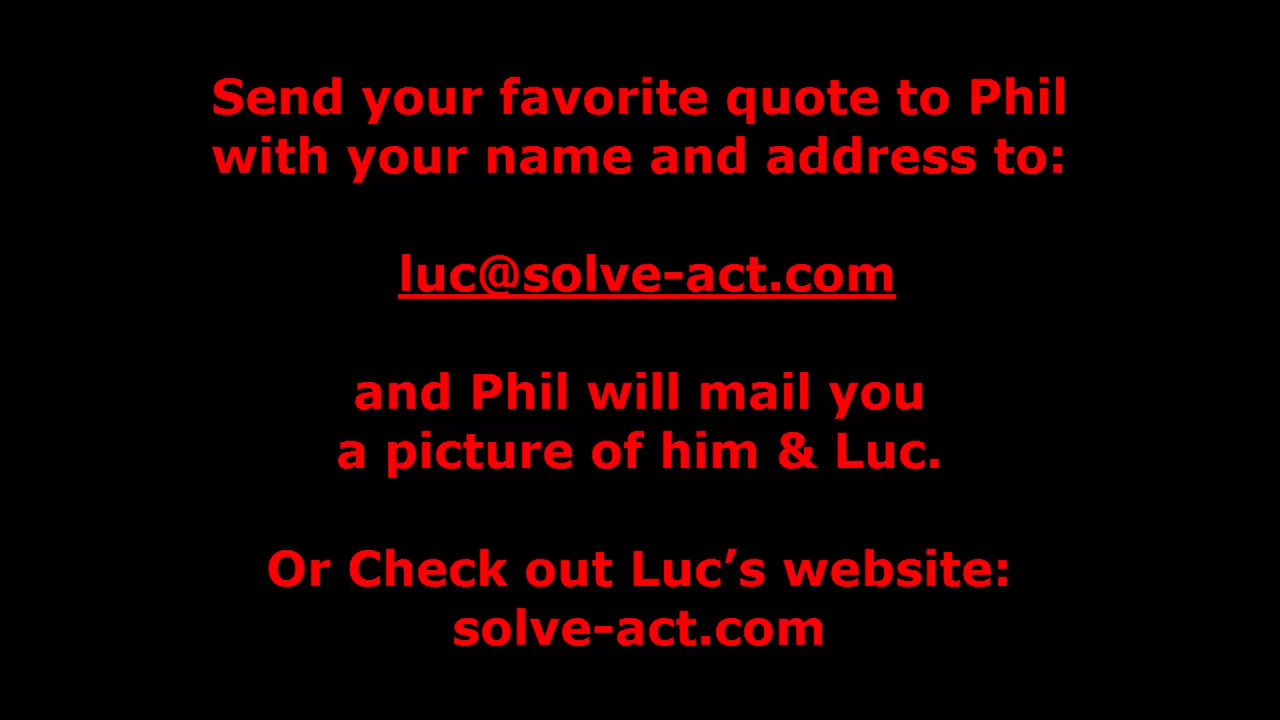 Send your favorite quote to Phil
with your name and address to:
luc@solve-act.com
and Phil will mail you
a picture of him & Luc.
Or Check out Luc’s website:
solve-act.com